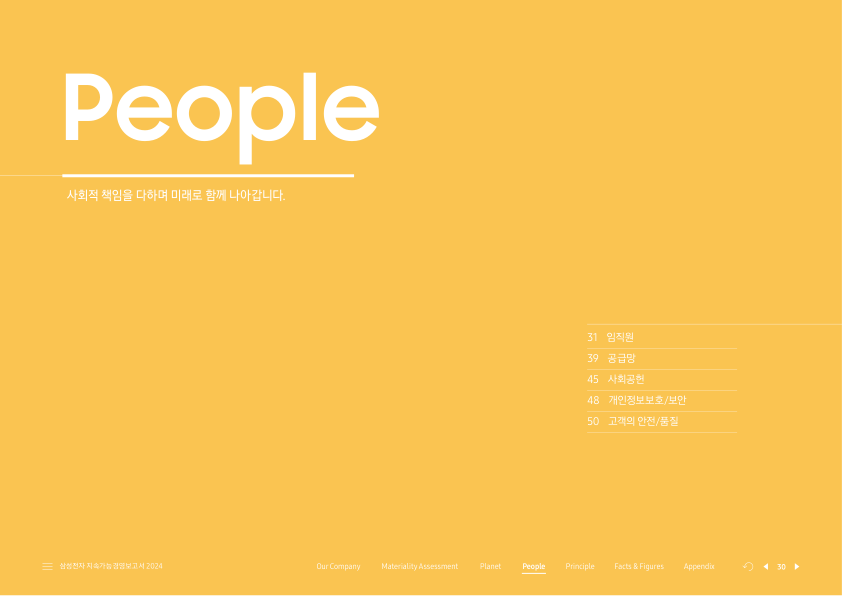 People
사회적 책임을 다하며 미래로 함께 나아갑니다.
31 임직원
39 공급망
45 사회공헌
48 개인정보보호/보안
50 고객의 안전/품질
삼성전자 지속가능경영보고서 2024 Our Company Materiality Assessment Planet People Principle Facts & Figures Appendix 30